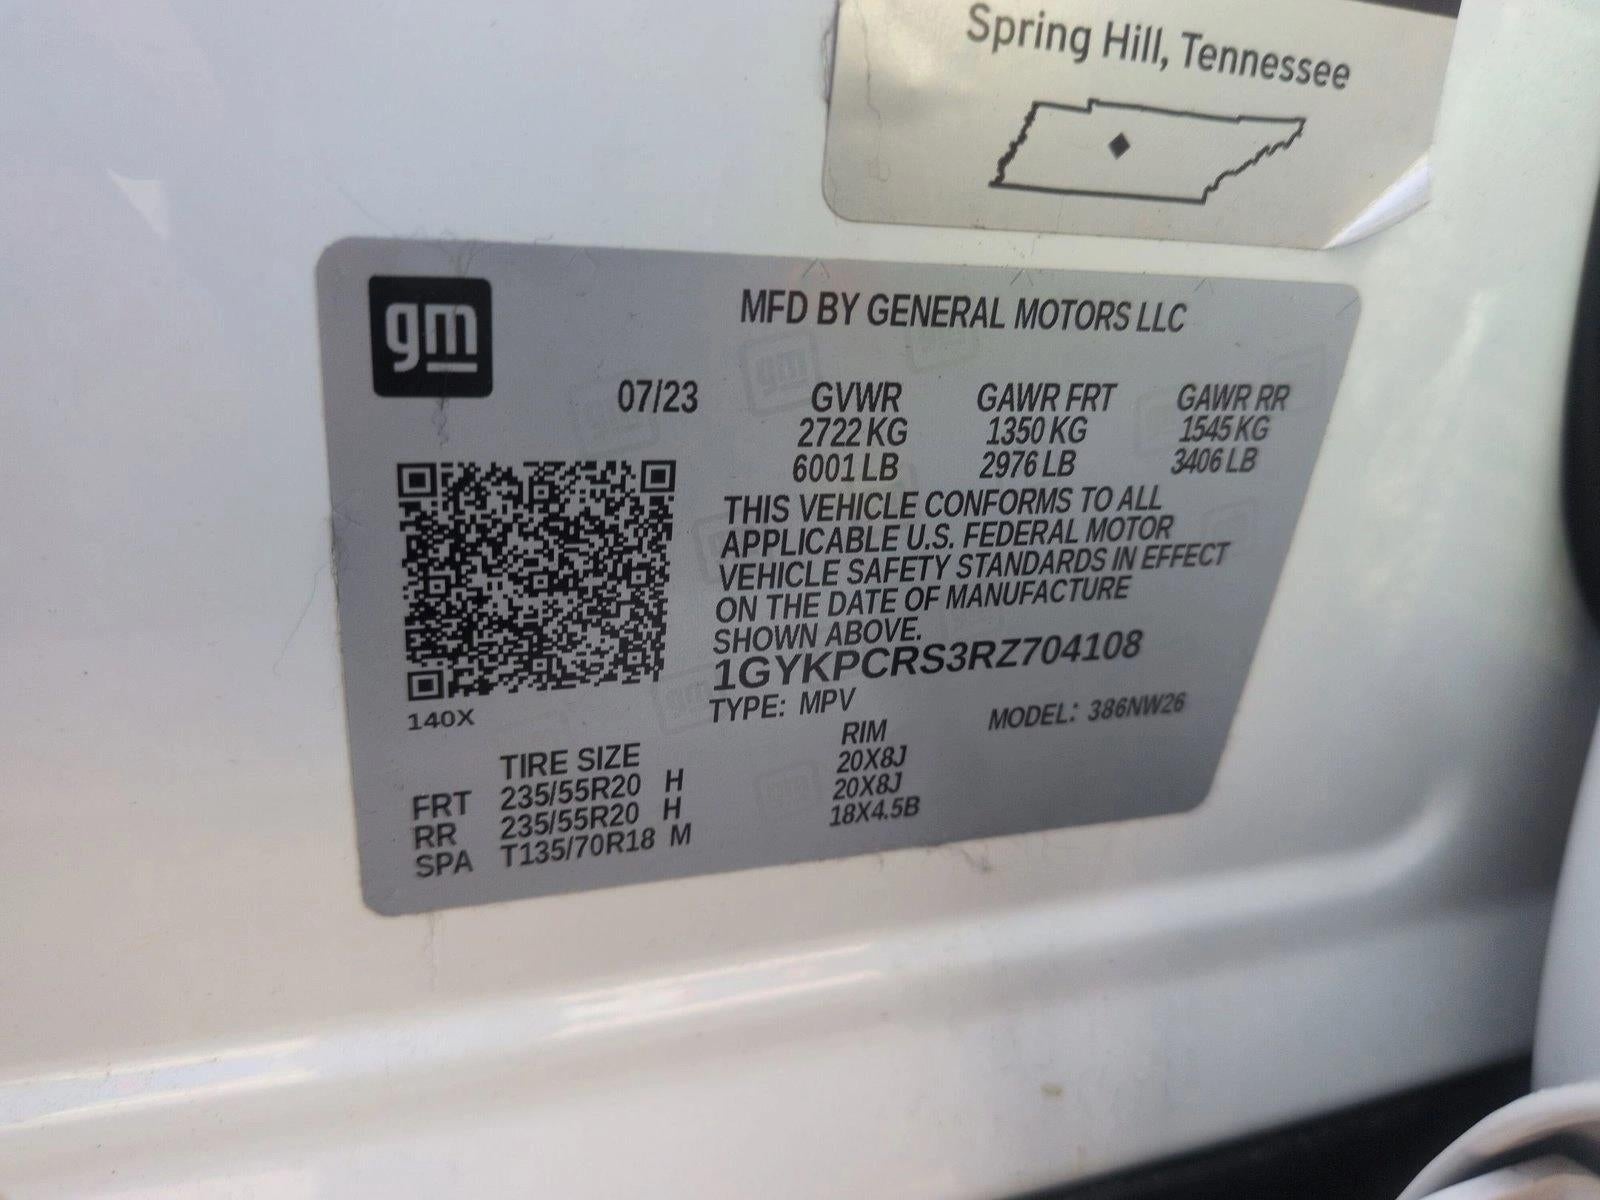 Spring Hill, Tennessee
gm
MFD BY GENERAL MOTORS LLC
07/23 GVWR GAWR FRT GAWR RR
2722 KG 1350 KG 1545 KG
6001 LB 2976 LB 3406 LB
THIS VEHICLE CONFORMS TO ALL
APPLICABLE U.S. FEDERAL MOTOR
VEHICLE SAFETY STANDARDS IN EFFECT
ON THE DATE OF MANUFACTURE
SHOWN ABOVE.
1GYKPCRS3RZ704108
140X
TYPE: MPV MODEL: 386NW26
TIRE SIZE RIM
FRT 235/55R20 H 20X8J
RR 235/55R20 H 20X8J
SPA T135/70R18 M 18X4.5B